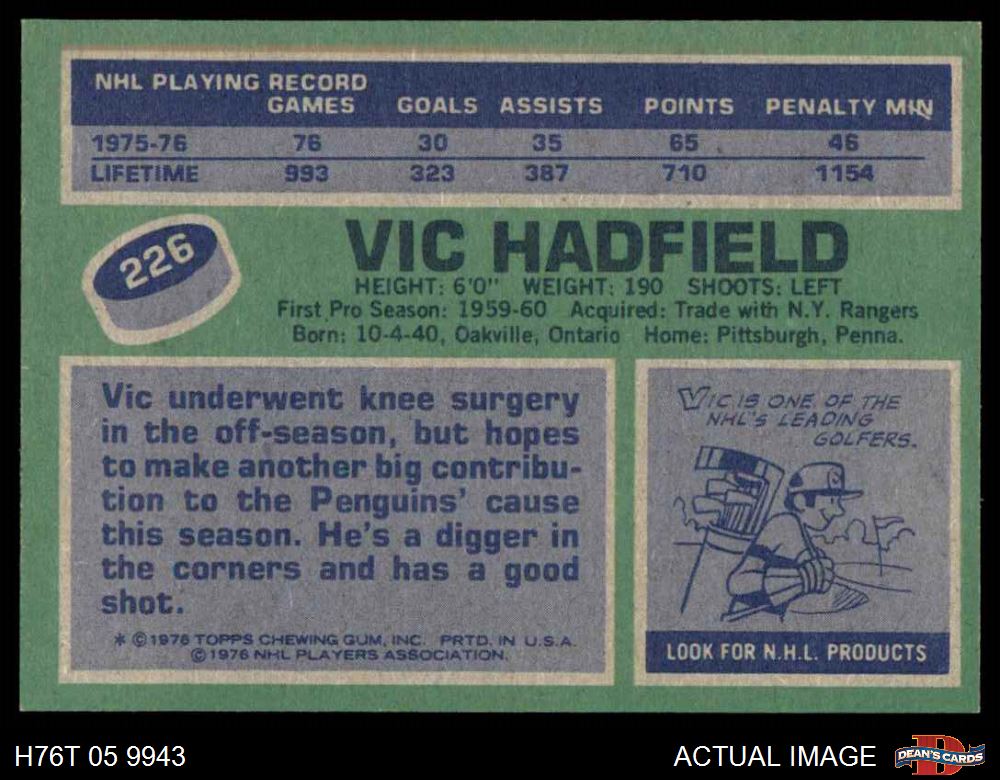 NHL PLAYING RECORD
GAMES GOALS ASSISTS POINTS PENALTY MIN
1975-76 76 30 35 65 46
LIFETIME 993 323 387 710 1154
226
VIC HADFIELD
HEIGHT: 6'0" WEIGHT: 190 SHOOTS: LEFT
First Pro Season: 1959-60 Acquired: Trade with N.Y. Rangers
Born: 10-4-40, Oakville, Ontario Home: Pittsburgh, Penna.
Vic underwent knee surgery
in the off-season, but hopes
to make another big contribu-
tion to the Penguins' cause
this season. He's a digger in
the corners and has a good
shot.
* ©1976 TOPPS CHEWING GUM, INC. PRTD. IN U.S.A.
©1976 NHL PLAYERS ASSOCIATION.
VIC IS ONE OF THE
NHL'S LEADING
GOLFERS.
LOOK FOR N.H.L. PRODUCTS
H76T 05 9943
ACTUAL IMAGE
D
DEAN'S CARDS